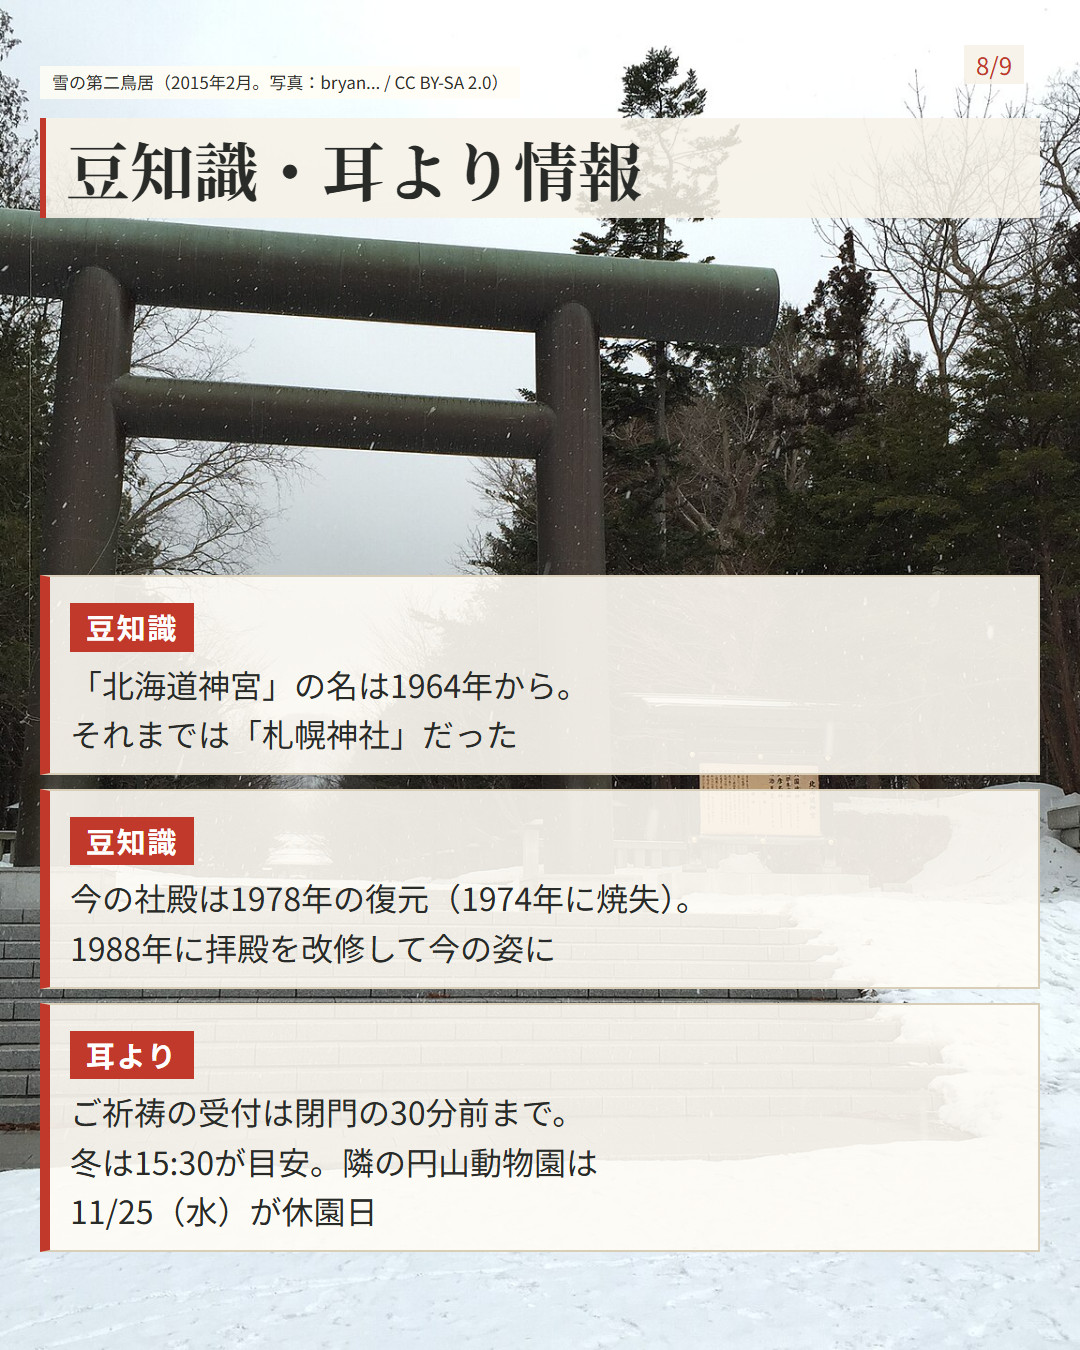 8/9
雪の第二鳥居（2015年2月。写真：bryan... / CC BY-SA 2.0）
豆知識・耳より情報
豆知識
「北海道神宮」の名は1964年から。
それまでは「札幌神社」だった
豆知識
今の社殿は1978年の復元（1974年に焼失）。
1988年に拝殿を改修して今の姿に
耳より
ご祈祷の受付は閉門の30分前まで。
冬は15:30が目安。隣の円山動物園は
11/25（水）が休園日